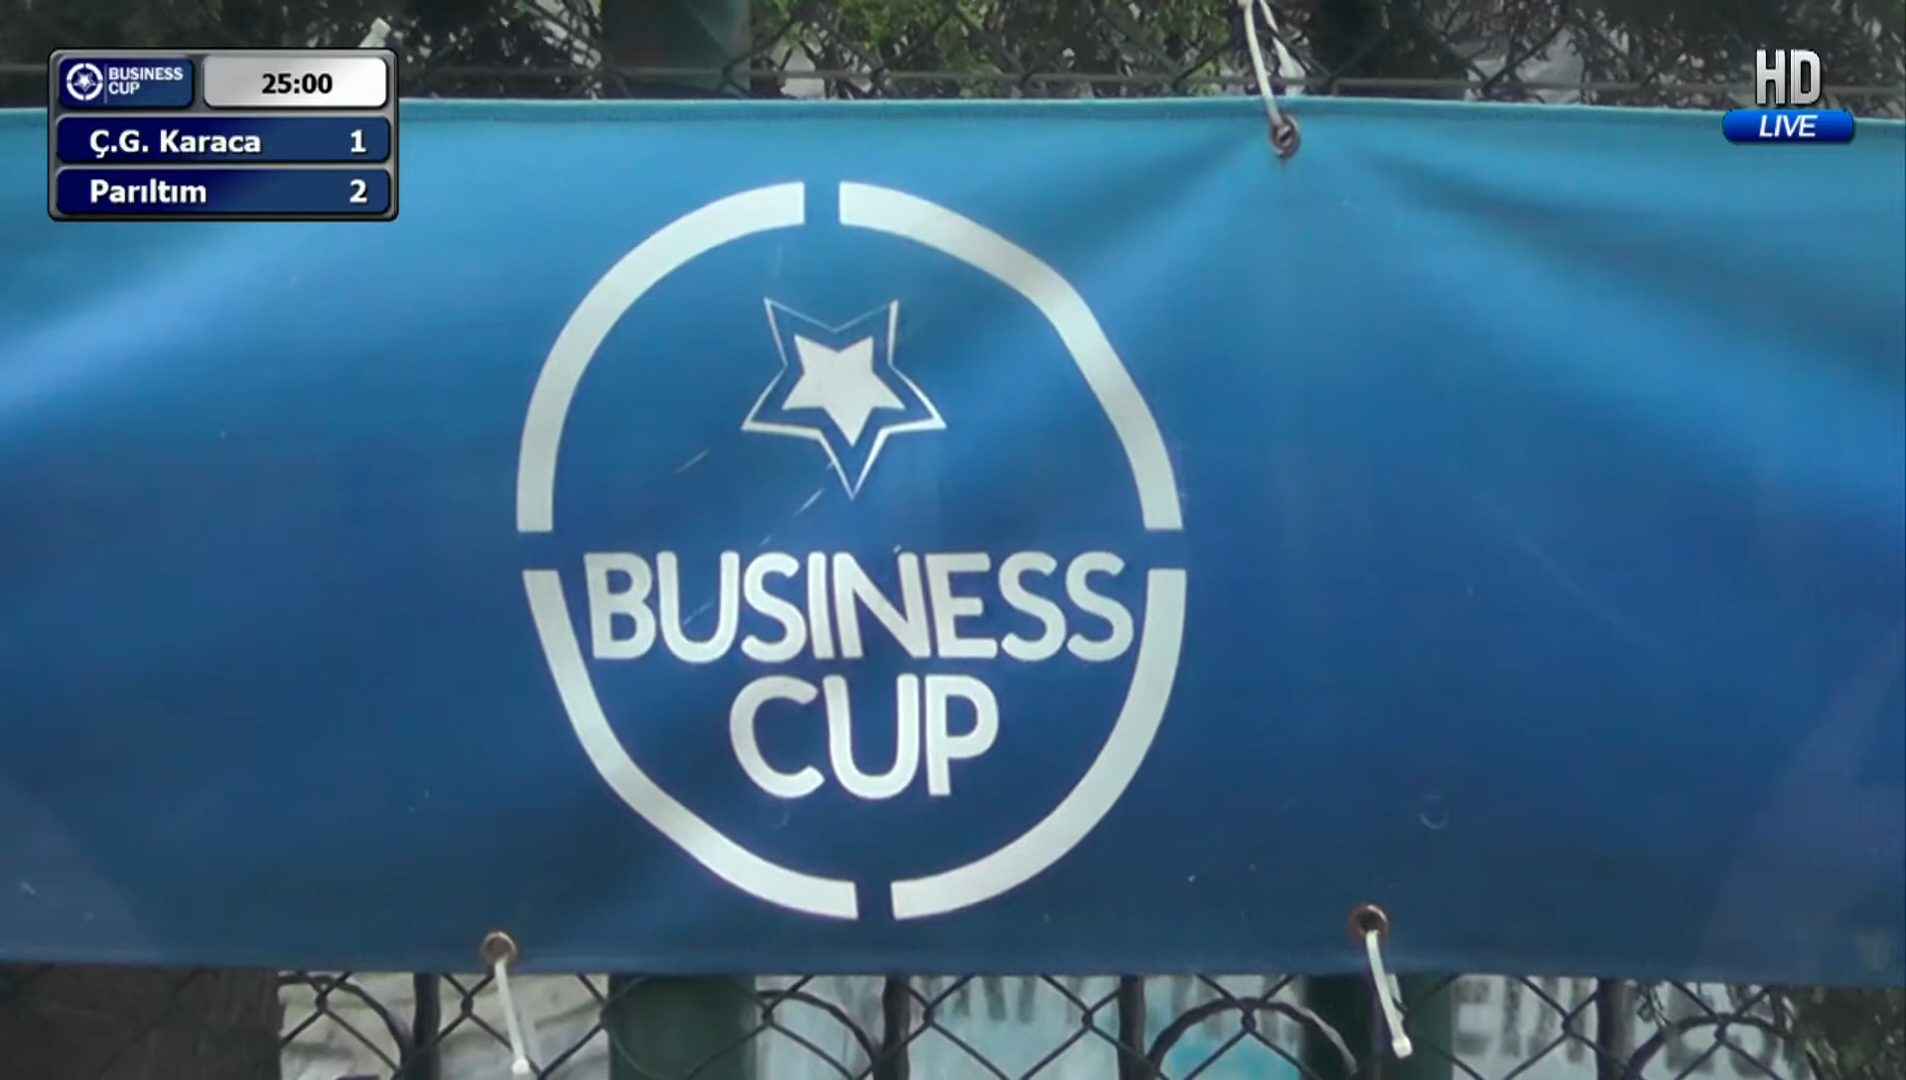 BUSINESS
CUP
25:00
Ç.G. Karaca 1
Parıltım 2
HD
LIVE
BUSINESS
CUP